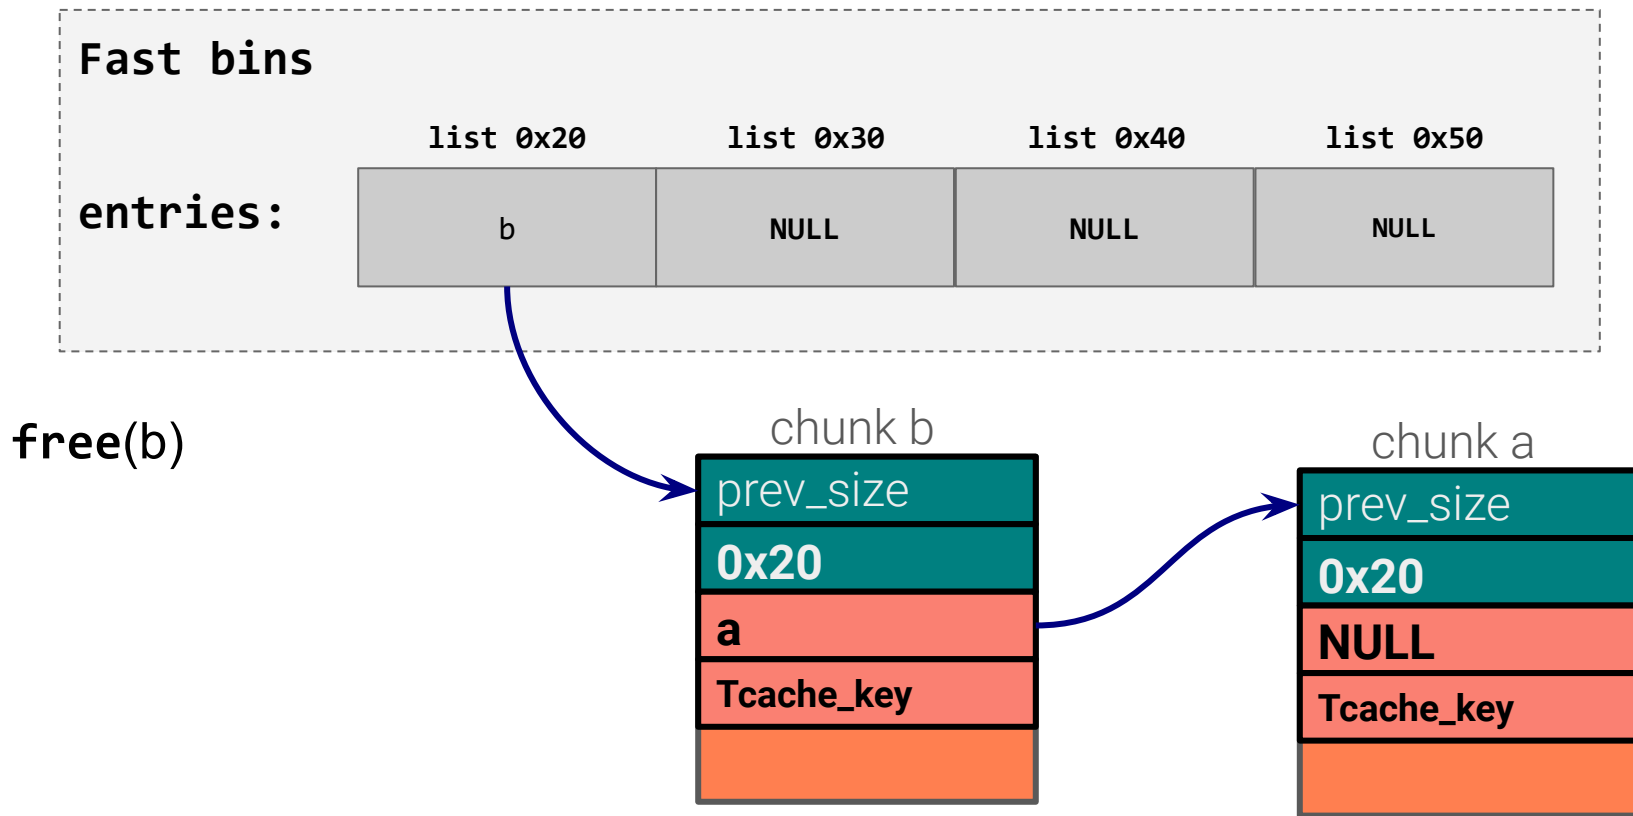 Fast bins
list 0x20 list 0x30 list 0x40 list 0x50
entries:
b NULL NULL NULL
free(b)
chunk b
prev_size
0x20
a
Tcache_key
chunk a
prev_size
0x20
NULL
Tcache_key